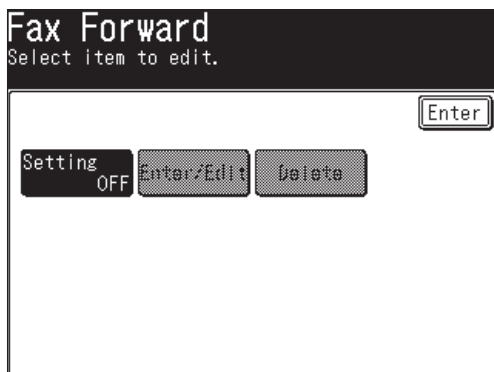 Fax Forward
Select item to edit.
Enter
Setting
OFF
Enter/Edit
Delete